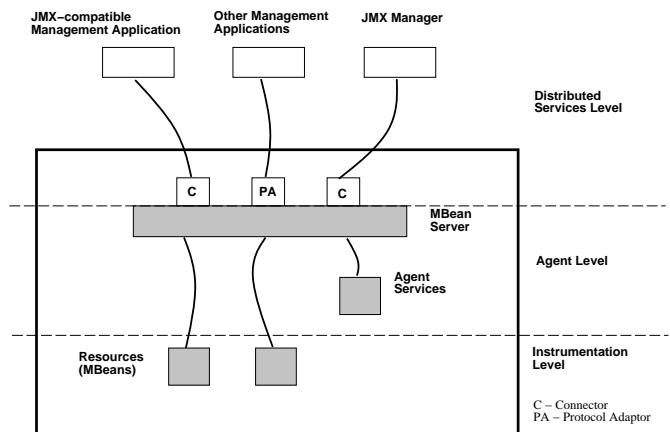 JMX−compatible
Management Application
Other Management
Applications
JMX Manager
Distributed
Services Level
C
PA
C
MBean
Server
Agent Level
Agent
Services
Resources
(MBeans)
Instrumentation
Level
C – Connector
PA – Protocol Adaptor